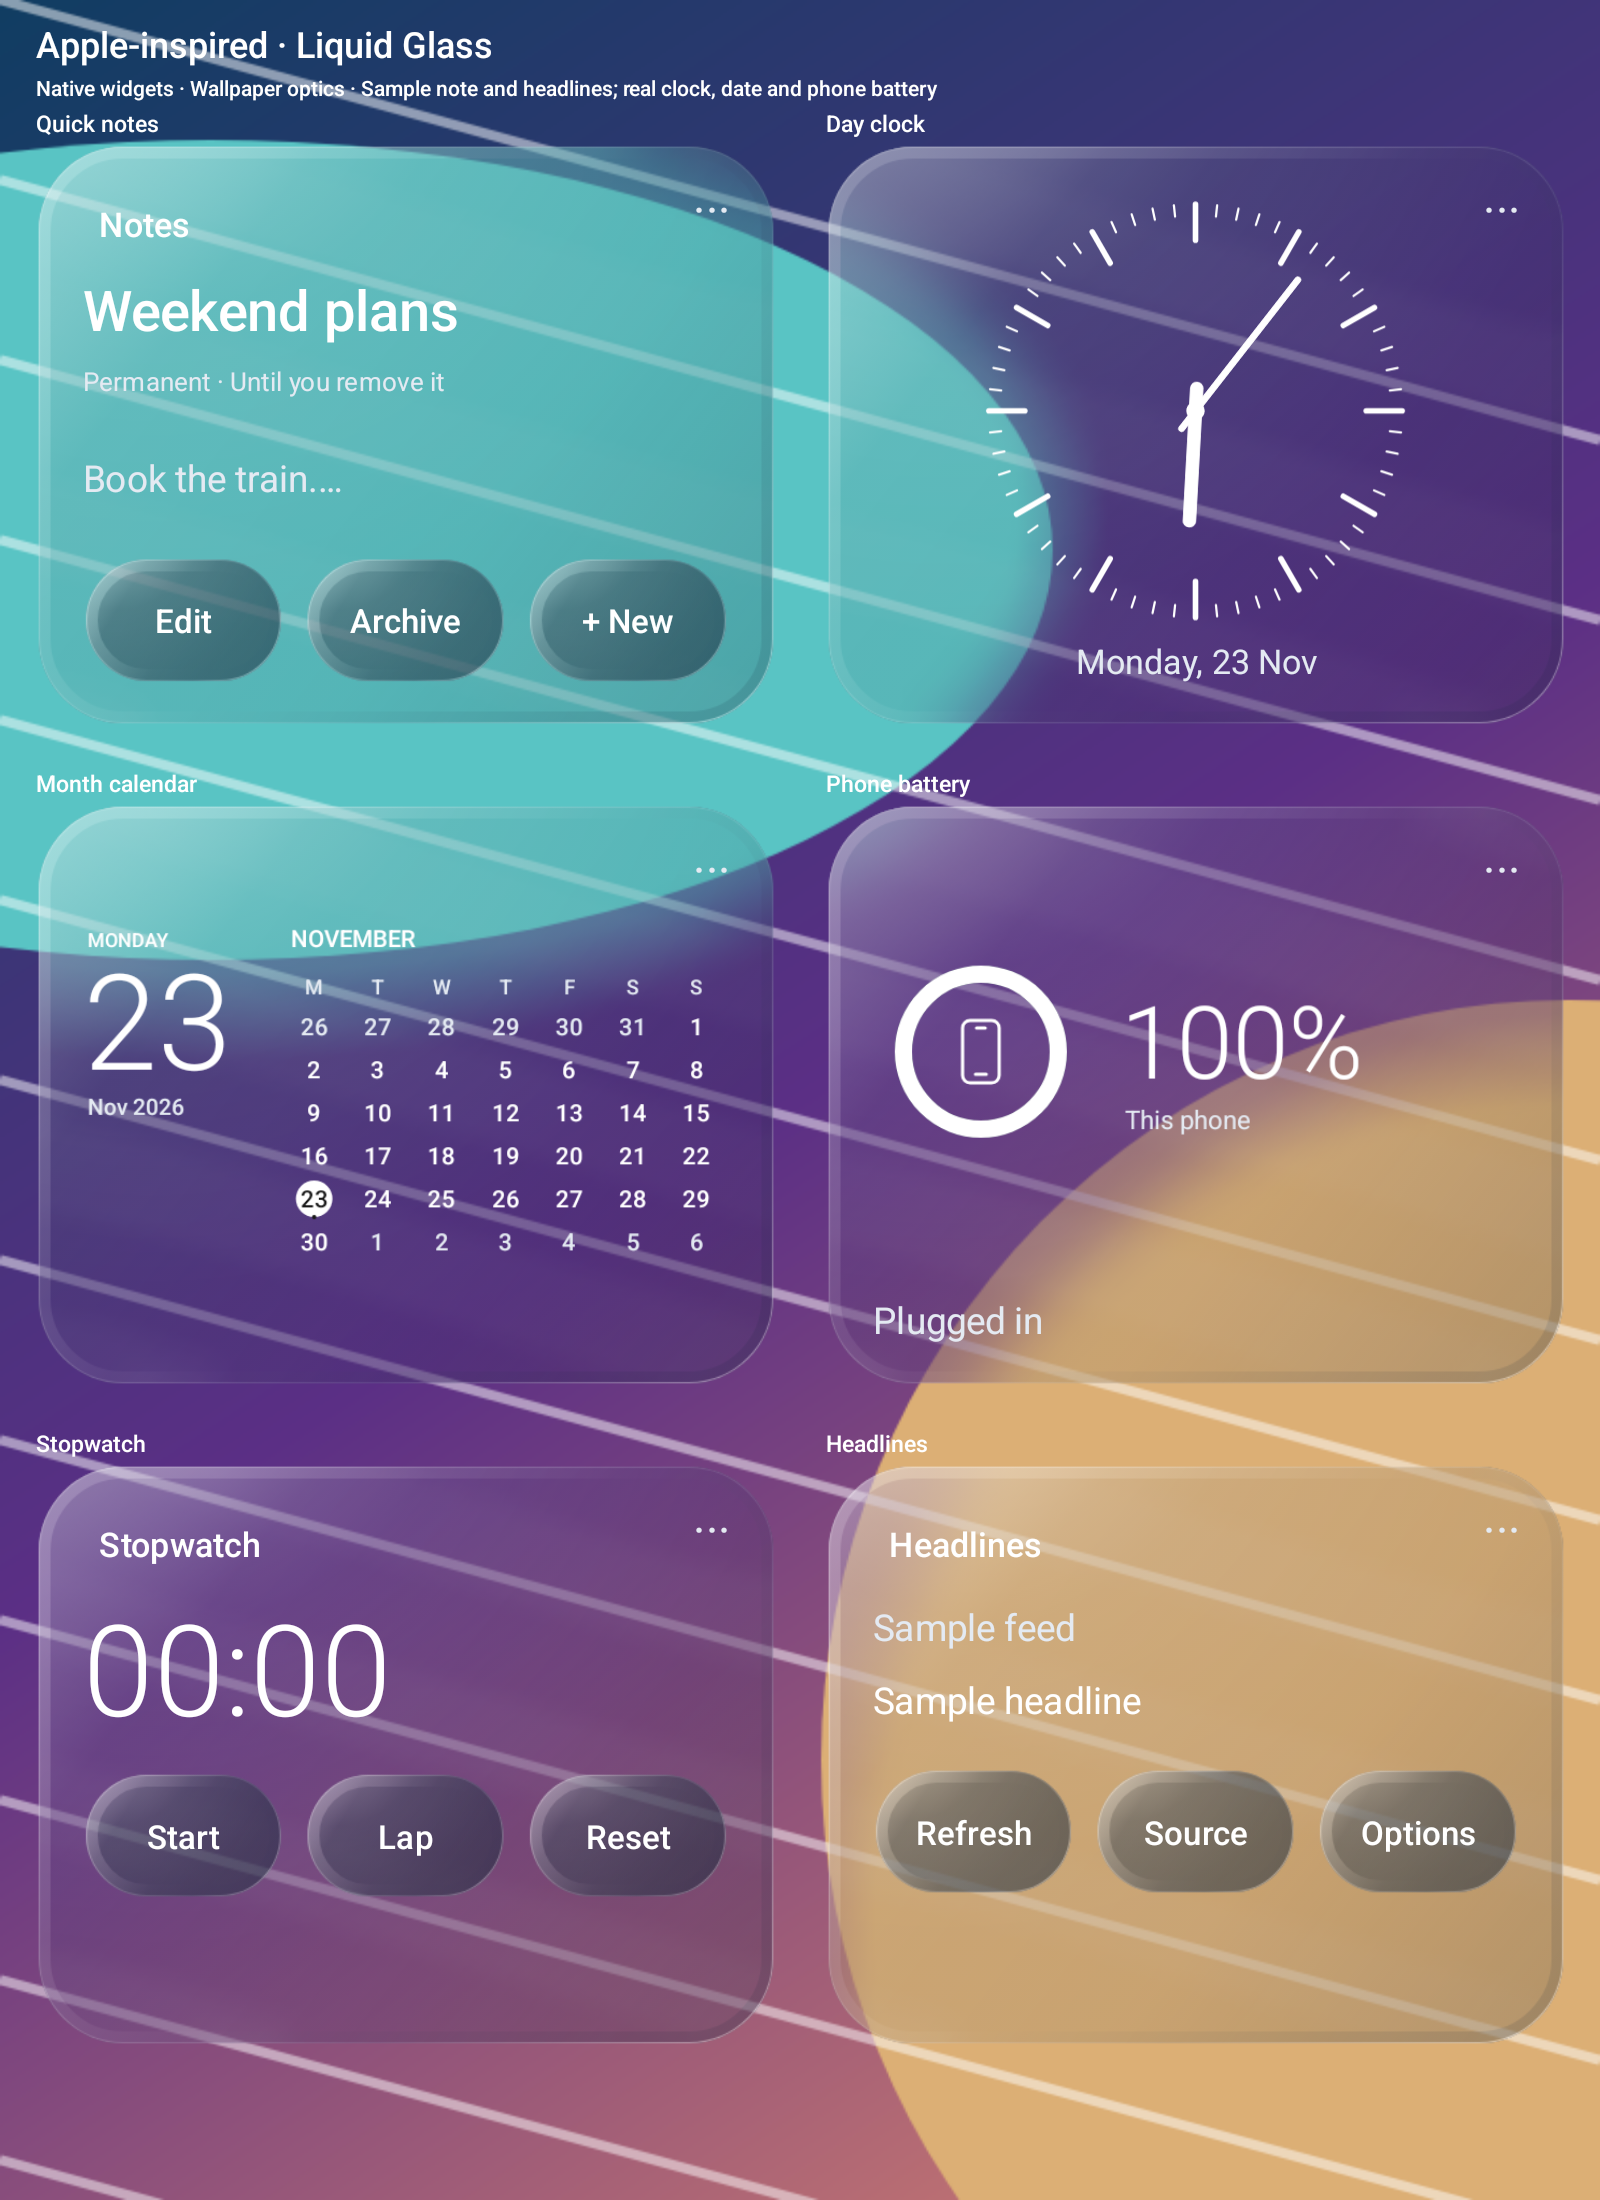 Apple-inspired · Liquid Glass
Native widgets · Wallpaper optics · Sample note and headlines; real clock, date and phone battery
Quick notes
Notes
Weekend plans
Permanent · Until you remove it
Book the train.…
Edit Archive + New
Day clock
Monday, 23 Nov
Month calendar
MONDAY
23
Nov 2026
NOVEMBER
M T W T F S S
26 27 28 29 30 31 1
2 3 4 5 6 7 8
9 10 11 12 13 14 15
16 17 18 19 20 21 22
23 24 25 26 27 28 29
30 1 2 3 4 5 6
Phone battery
100%
This phone
Plugged in
Stopwatch
Stopwatch
00:00
Start Lap Reset
Headlines
Headlines
Sample feed
Sample headline
Refresh Source Options